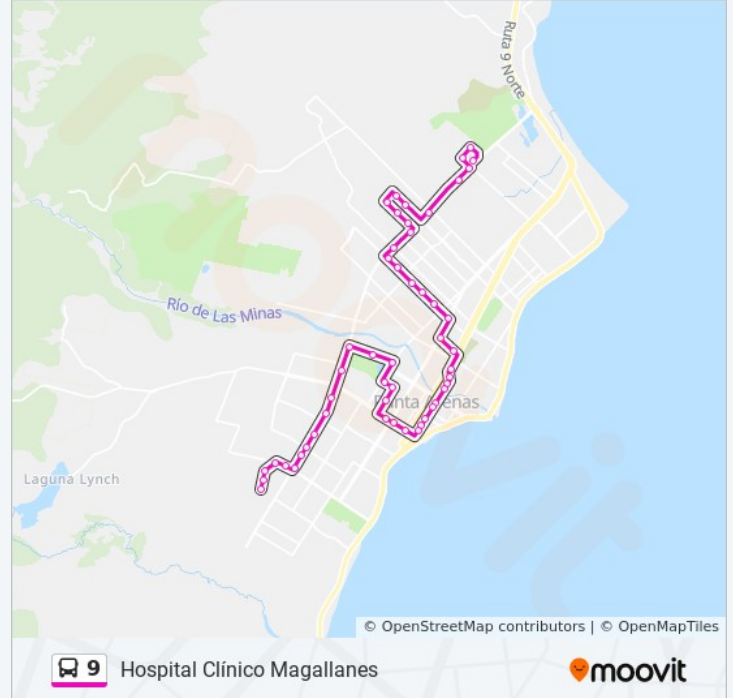 Ruta 9 Norte
Río de Las Minas
Punta Arenas
Laguna Lynch
© OpenStreetMap contributors | © OpenMapTiles
9 Hospital Clínico Magallanes
moovit